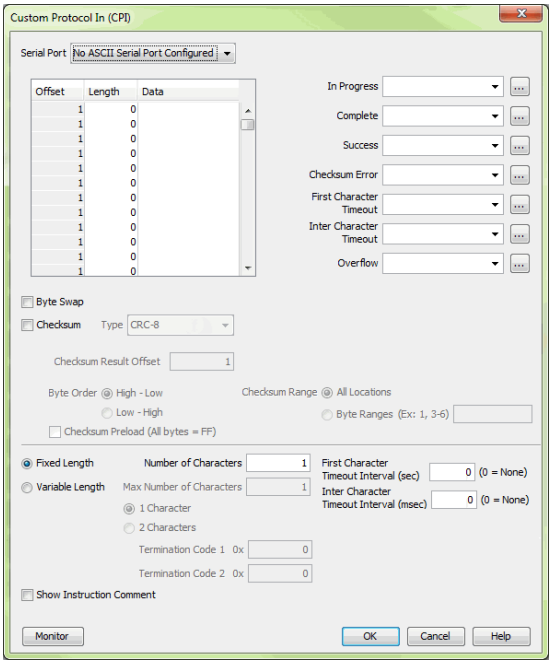 Custom Protocol In (CPI)
x
Serial Port No ASCII Serial Port Configured
Offset Length Data
1 0
1 0
1 0
1 0
1 0
1 0
1 0
1 0
1 0
1 0
1 0
1 0
In Progress ...
Complete ...
Success ...
Checksum Error ...
First Character
Timeout ...
Inter Character
Timeout ...
Overflow ...
Byte Swap
Checksum Type CRC-8
Checksum Result Offset 1
Byte Order High - Low Checksum Range All Locations
Low - High Byte Ranges (Ex: 1, 3-6)
Checksum Preload (All bytes = FF)
Fixed Length Number of Characters 1
Variable Length Max Number of Characters 1
1 Character
2 Characters
Termination Code 1 0x 0
Termination Code 2 0x 0
First Character
Timeout Interval (sec) 0 (0 = None)
Inter Character
Timeout Interval (msec) 0 (0 = None)
Show Instruction Comment
Monitor OK Cancel Help